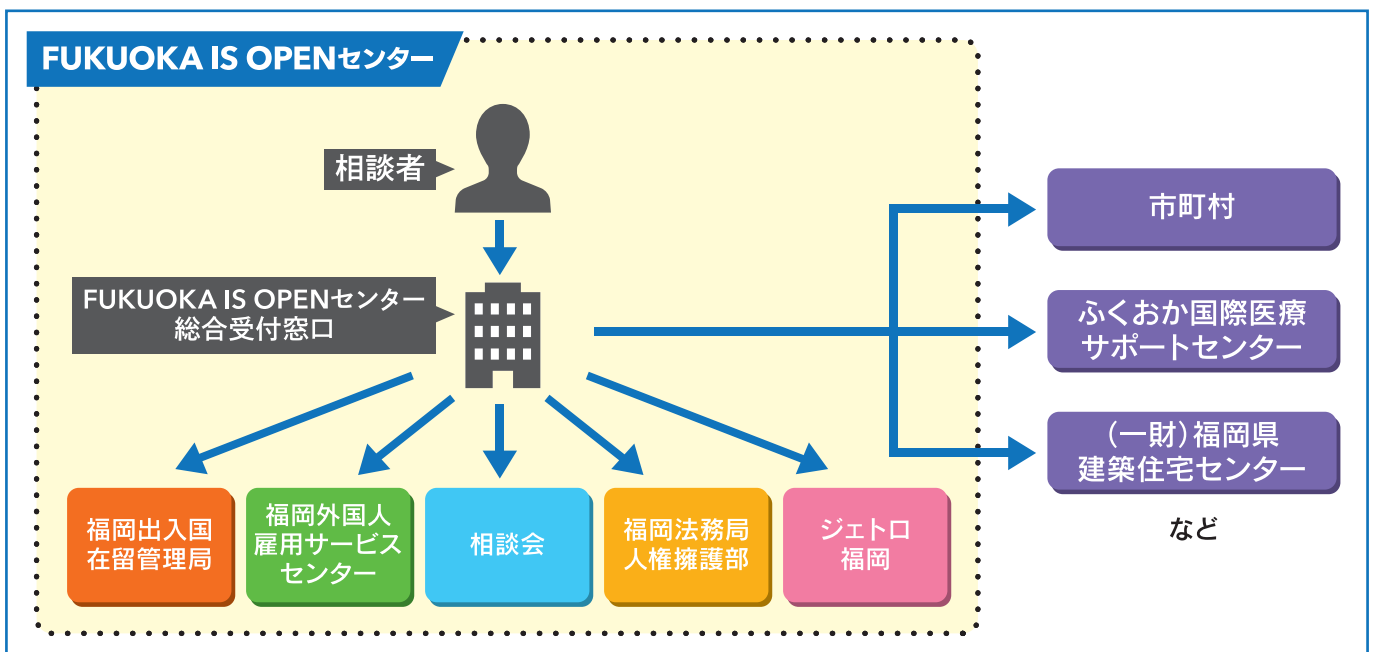 FUKUOKA IS OPENセンター
相談者
FUKUOKA IS OPENセンター
総合受付窓口
福岡出入国
在留管理局
福岡外国人
雇用サービス
センター
相談会
福岡法務局
人権擁護部
ジェトロ
福岡
市町村
ふくおか国際医療
サポートセンター
(一財)福岡県
建築住宅センター
など